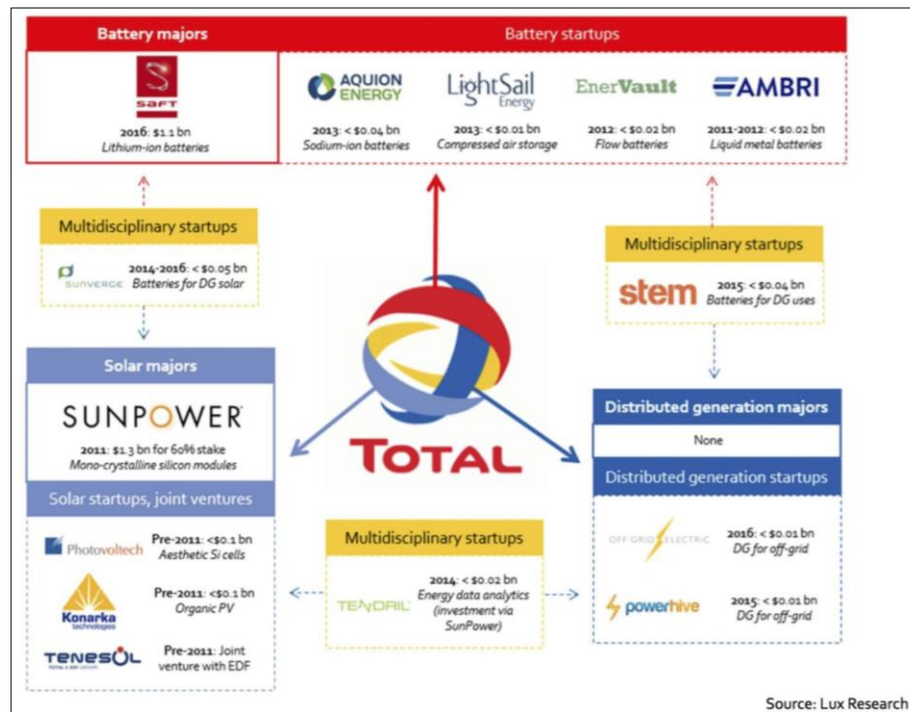 Battery majors
Battery startups
SAFT
2016: $1.1 bn
Lithium-ion batteries
AQUION
ENERGY
2013: < $0.04 bn
Sodium-ion batteries
LightSail
Energy
2013: < $0.01 bn
Compressed air storage
EnerVault
2012: < $0.02 bn
Flow batteries
AMBRI
2011-2012: < $0.02 bn
Liquid metal batteries
Multidisciplinary startups
SUNVERGE
2014-2016: < $0.05 bn
Batteries for DG solar
Multidisciplinary startups
stem
2015: < $0.04 bn
Batteries for DG uses
TOTAL
Solar majors
SUNPOWER
2011: $1.3 bn for 60% stake
Mono-crystalline silicon modules
Solar startups, joint ventures
Photovoltech
Pre-2011: <$0.1 bn
Aesthetic Si cells
Konarka
technologies
Pre-2011: <$0.1 bn
Organic PV
TENESOL
TOTAL & EDF GROUPS
Pre-2011: Joint
venture with EDF
Multidisciplinary startups
TENDRIL
2014: < $0.02 bn
Energy data analytics
(investment via
SunPower)
Distributed generation majors
None
Distributed generation startups
OFF GRID ELECTRIC
2016: < $0.01 bn
DG for off-grid
powerhive
2015: < $0.01 bn
DG for off-grid
Source: Lux Research